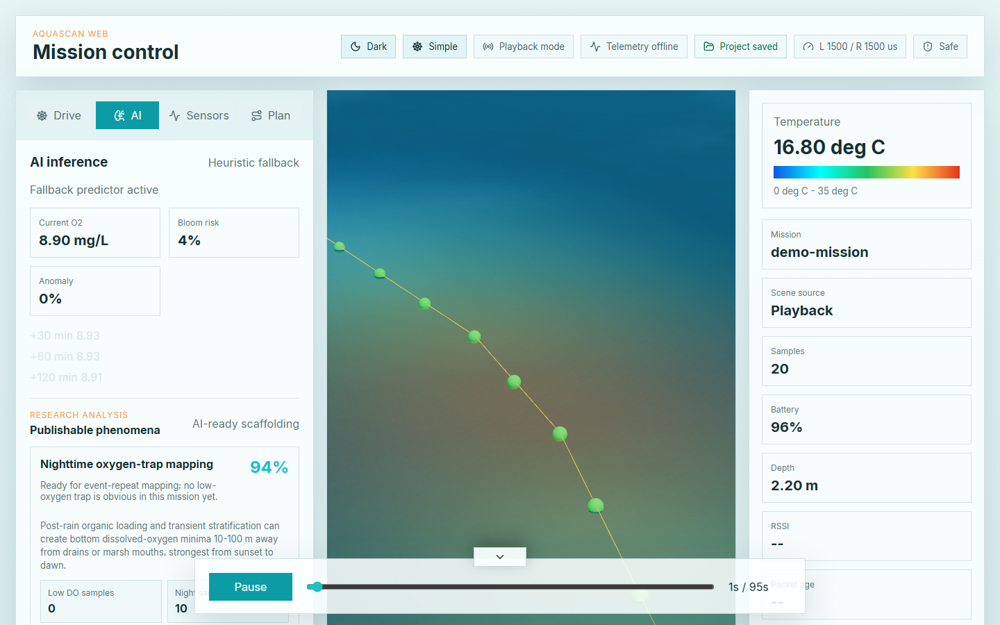 AQUASCAN WEB
Mission control
Dark
Simple
Playback mode
Telemetry offline
Project saved
L 1500 / R 1500 us
Safe
Drive
AI
Sensors
Plan
AI inference
Heuristic fallback
Fallback predictor active
Current O2
8.90 mg/L
Bloom risk
4%
Anomaly
0%
+30 min 8.93
+60 min 8.93
+120 min 8.91
RESEARCH ANALYSIS
Publishable phenomena
AI-ready scaffolding
Nighttime oxygen-trap mapping
94%
Ready for event-repeat mapping; no low-
oxygen trap is obvious in this mission yet.
Post-rain organic loading and transient stratification can
create bottom dissolved-oxygen minima 10-100 m away
from drains or marsh mouths, strongest from sunset to
dawn.
Low DO samples
0
Night
10
Pause
1s / 95s
Temperature
16.80 deg C
0 deg C - 35 deg C
Mission
demo-mission
Scene source
Playback
Samples
20
Battery
96%
Depth
2.20 m
RSSI
--
Packet age
--